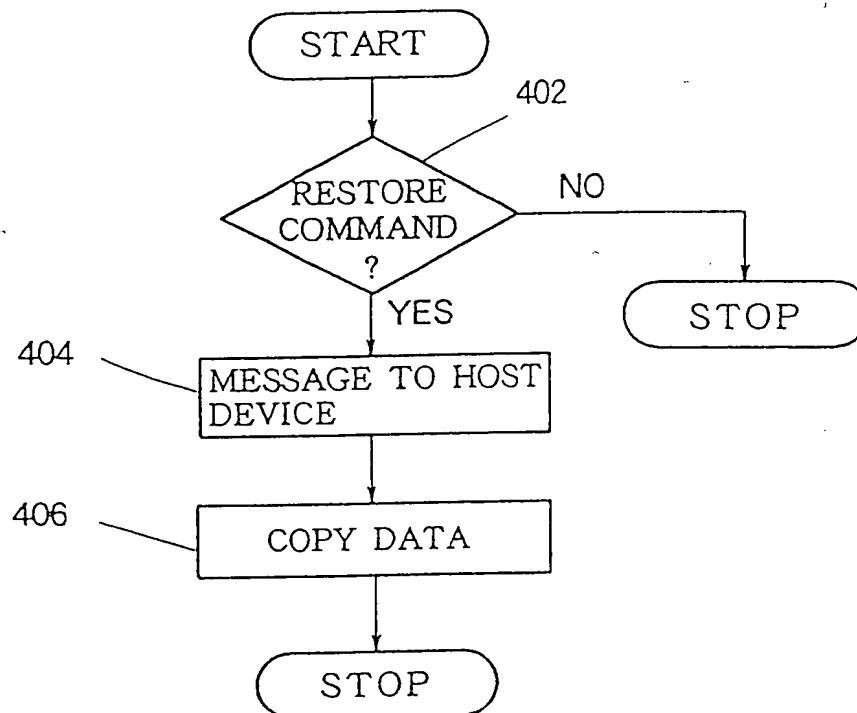 START
402
RESTORE
COMMAND
?
NO
YES
STOP
404
MESSAGE TO HOST
DEVICE
406
COPY DATA
STOP